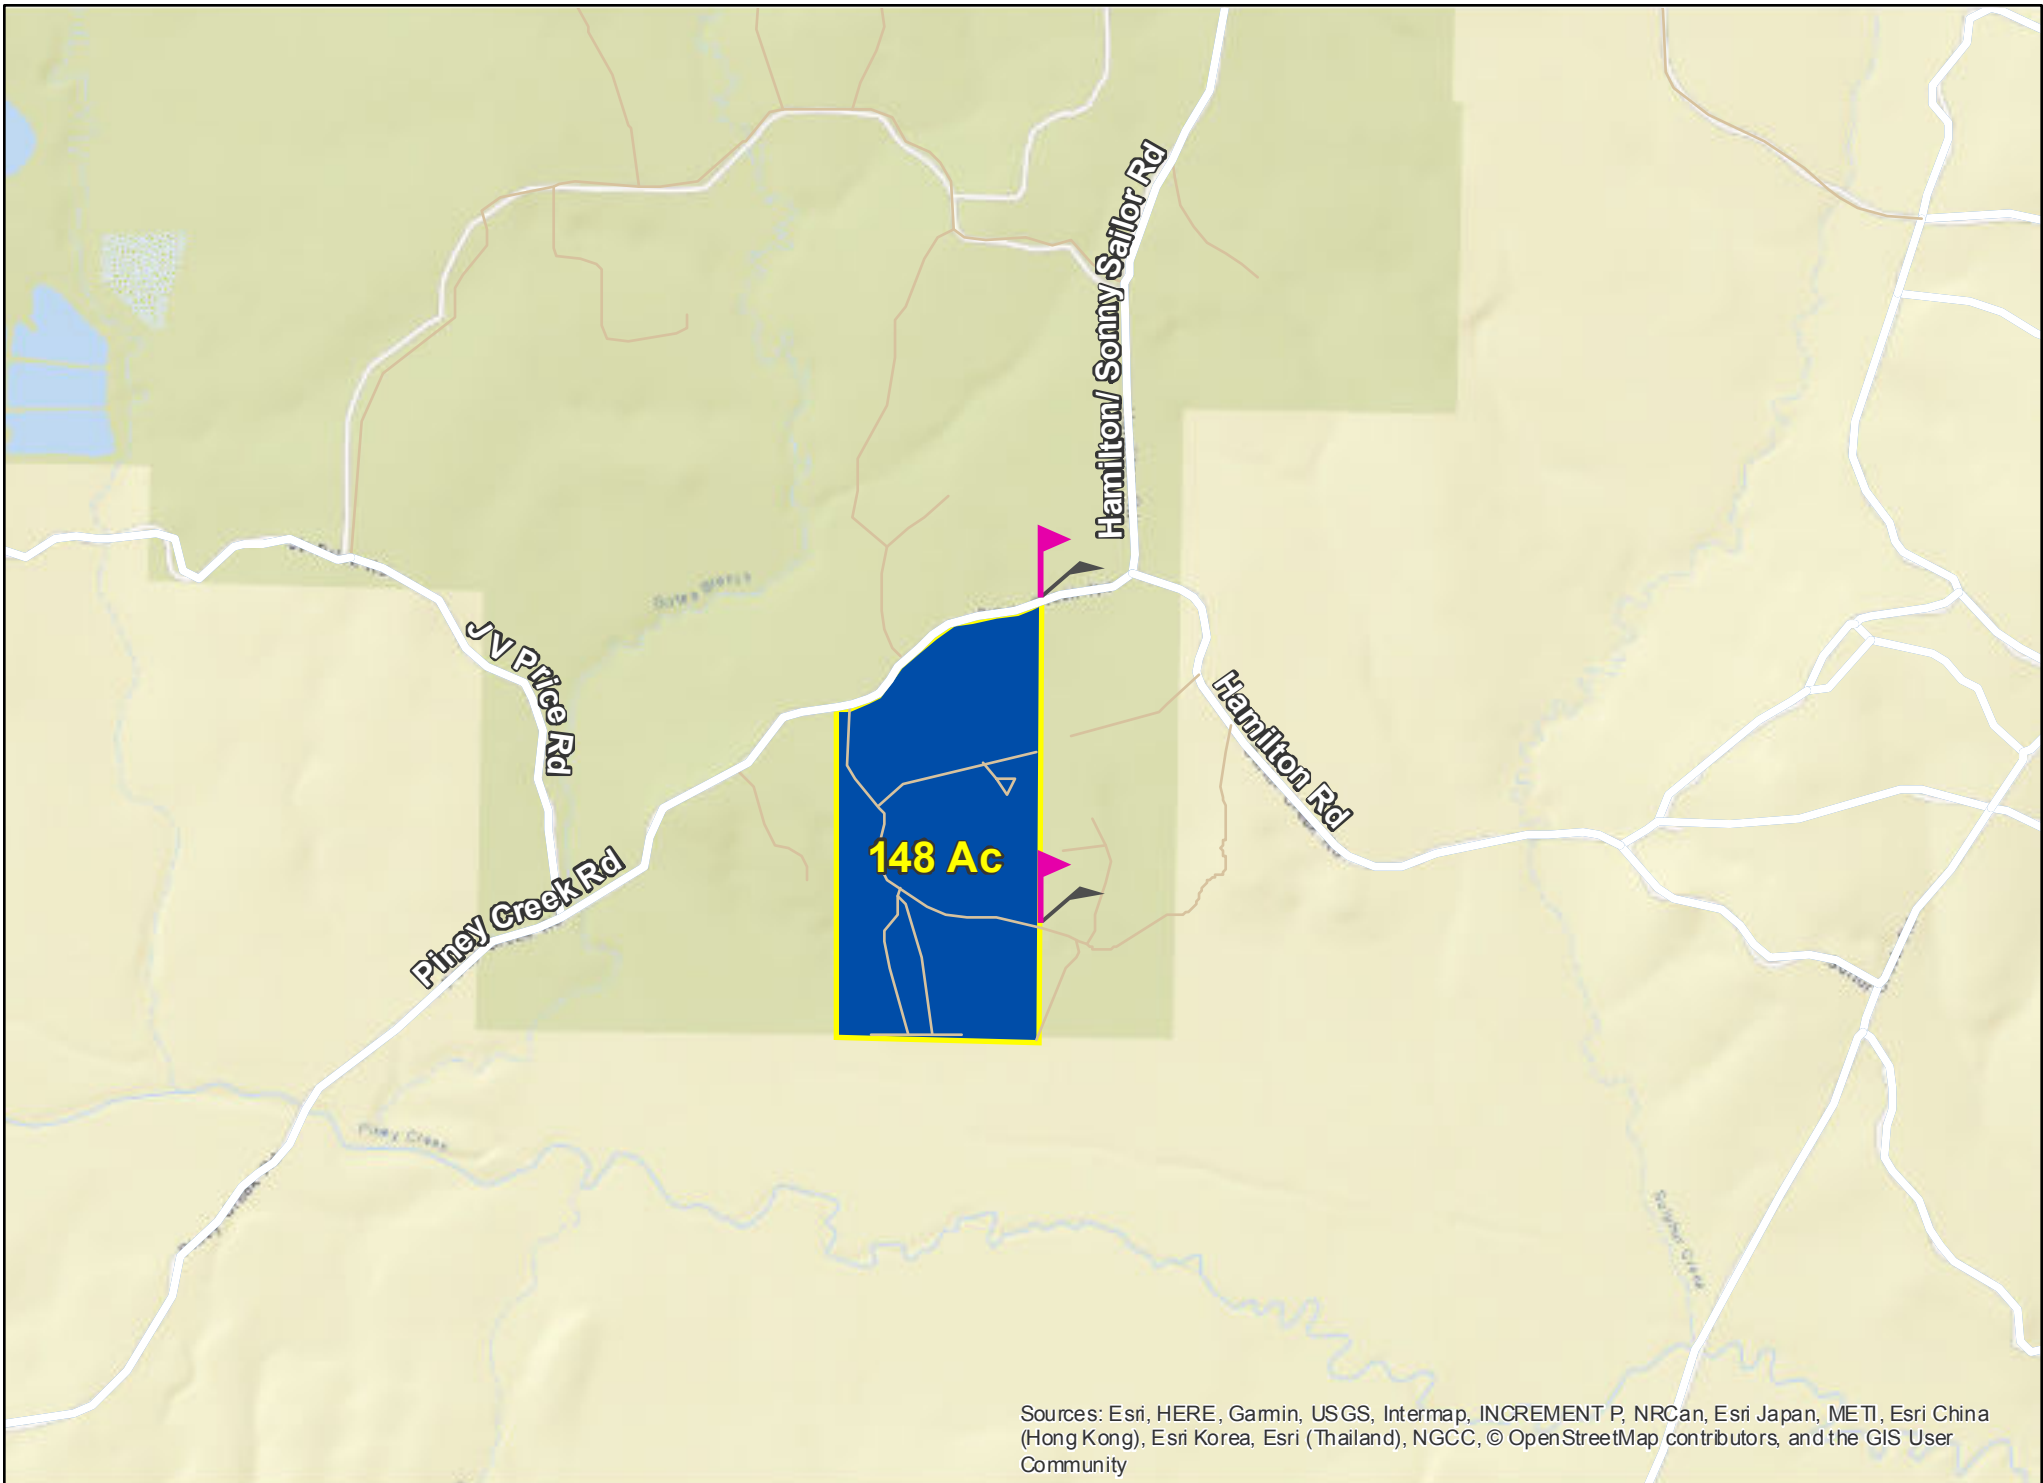 Hamilton/ Sonny Sailor Rd
J V Price Rd
Hamilton Rd
148 Ac
Piney Creek Rd
Piney Creek
Sulphur Creek
Sources: Esri, HERE, Garmin, USGS, Intermap, INCREMENT P, NRCan, Esri Japan, METI, Esri China
(Hong Kong), Esri Korea, Esri (Thailand), NGCC, © OpenStreetMap contributors, and the GIS User
Community